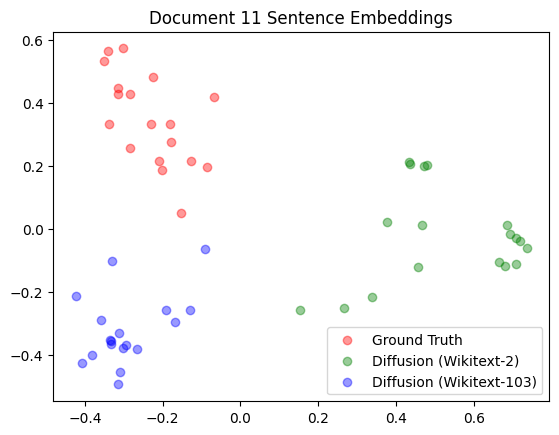 Document 11 Sentence Embeddings
0.6
0.4
0.2
0.0
−0.2
−0.4
Ground Truth
Diffusion (Wikitext-2)
Diffusion (Wikitext-103)
−0.4 −0.2 0.0 0.2 0.4 0.6